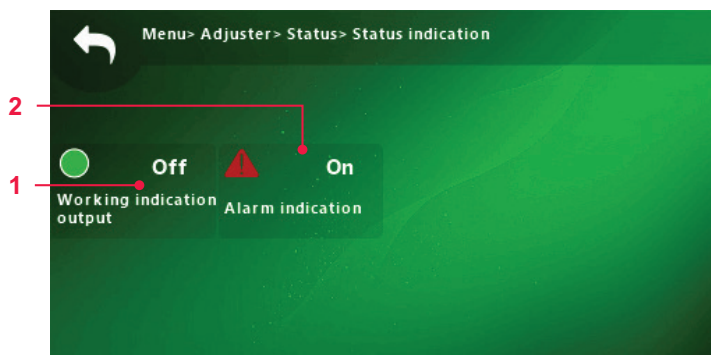 Menu> Adjuster> Status> Status indication
2
Off
On
1
Working indication
output
Alarm indication